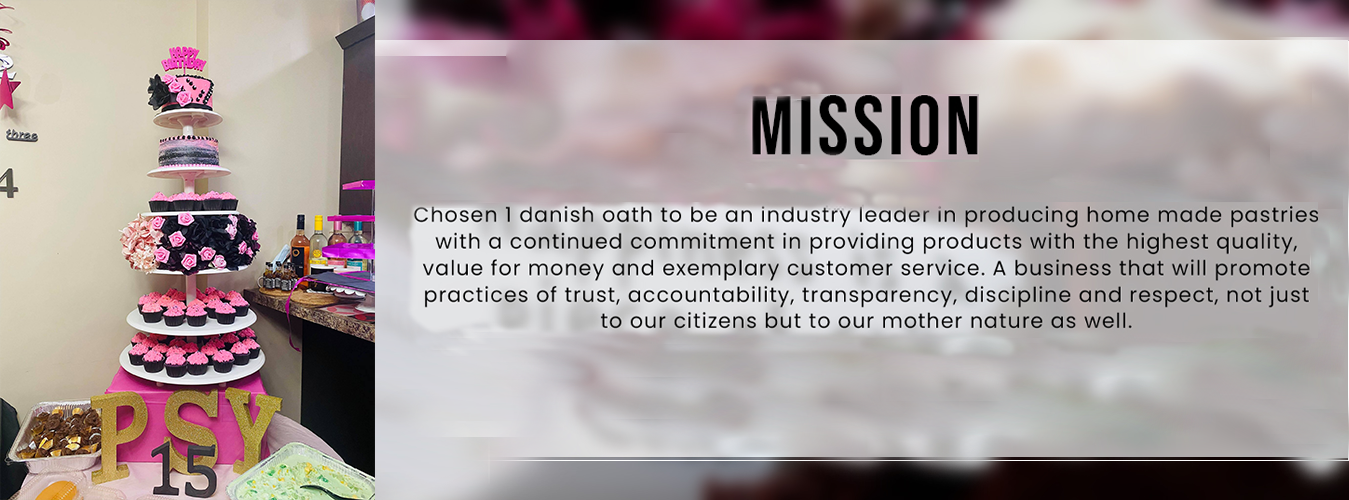 HAPPY
BIRTHDAY
three
4
PSY
15
MISSION
Chosen 1 danish oath to be an industry leader in producing home made pastries
with a continued commitment in providing products with the highest quality,
value for money and exemplary customer service. A business that will promote
practices of trust, accountability, transparency, discipline and respect, not just
to our citizens but to our mother nature as well.